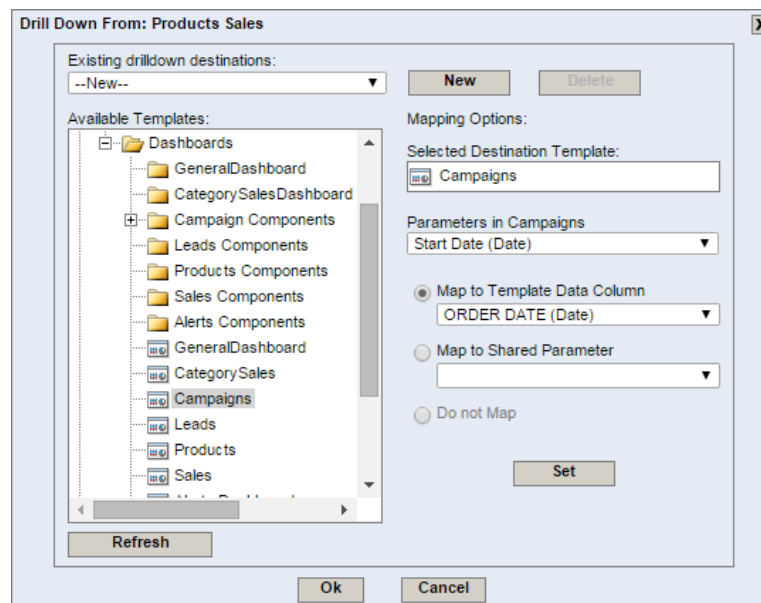 Drill Down From: Products Sales
X
Existing drilldown destinations:
--New--
New
Delete
Available Templates:
Dashboards
GeneralDashboard
CategorySalesDashboard
Campaign Components
Leads Components
Products Components
Sales Components
Alerts Components
GeneralDashboard
CategorySales
Campaigns
Leads
Products
Sales
Refresh
Mapping Options:
Selected Destination Template:
Campaigns
Parameters in Campaigns
Start Date (Date)
Map to Template Data Column
ORDER DATE (Date)
Map to Shared Parameter
Do not Map
Set
Ok
Cancel